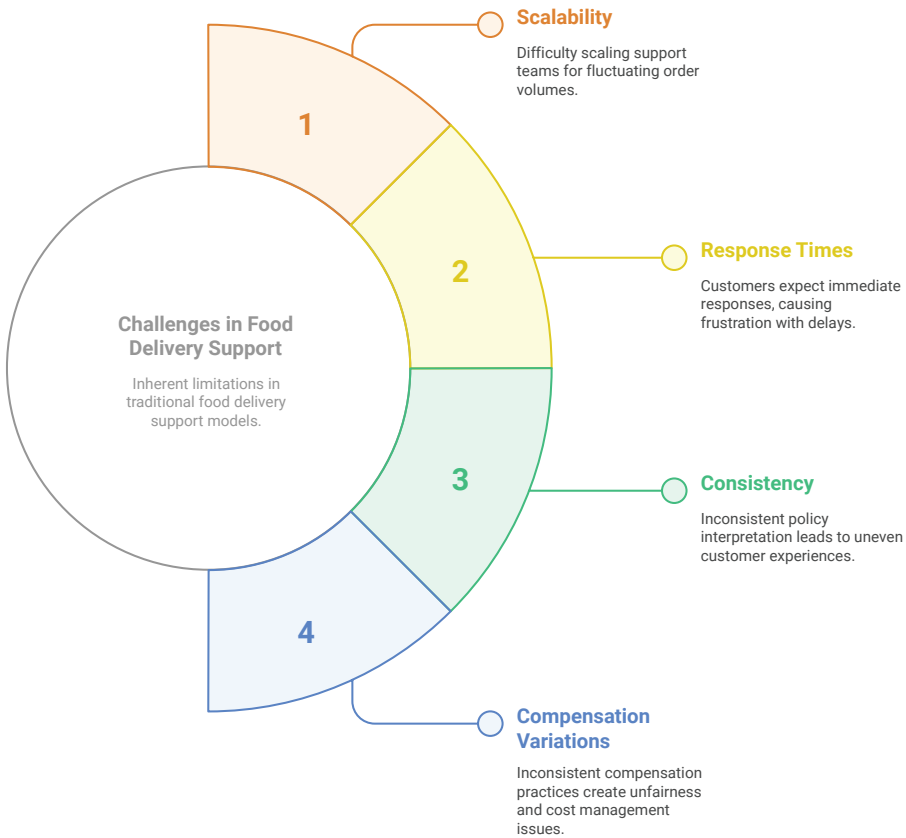 Scalability
Difficulty scaling support
teams for fluctuating order
volumes.
1
Response Times
Customers expect immediate
responses, causing
frustration with delays.
2
Challenges in Food
Delivery Support
Inherent limitations in
traditional food delivery
support models.
3
Consistency
Inconsistent policy
interpretation leads to uneven
customer experiences.
4
Compensation
Variations
Inconsistent compensation
practices create unfairness
and cost management
issues.